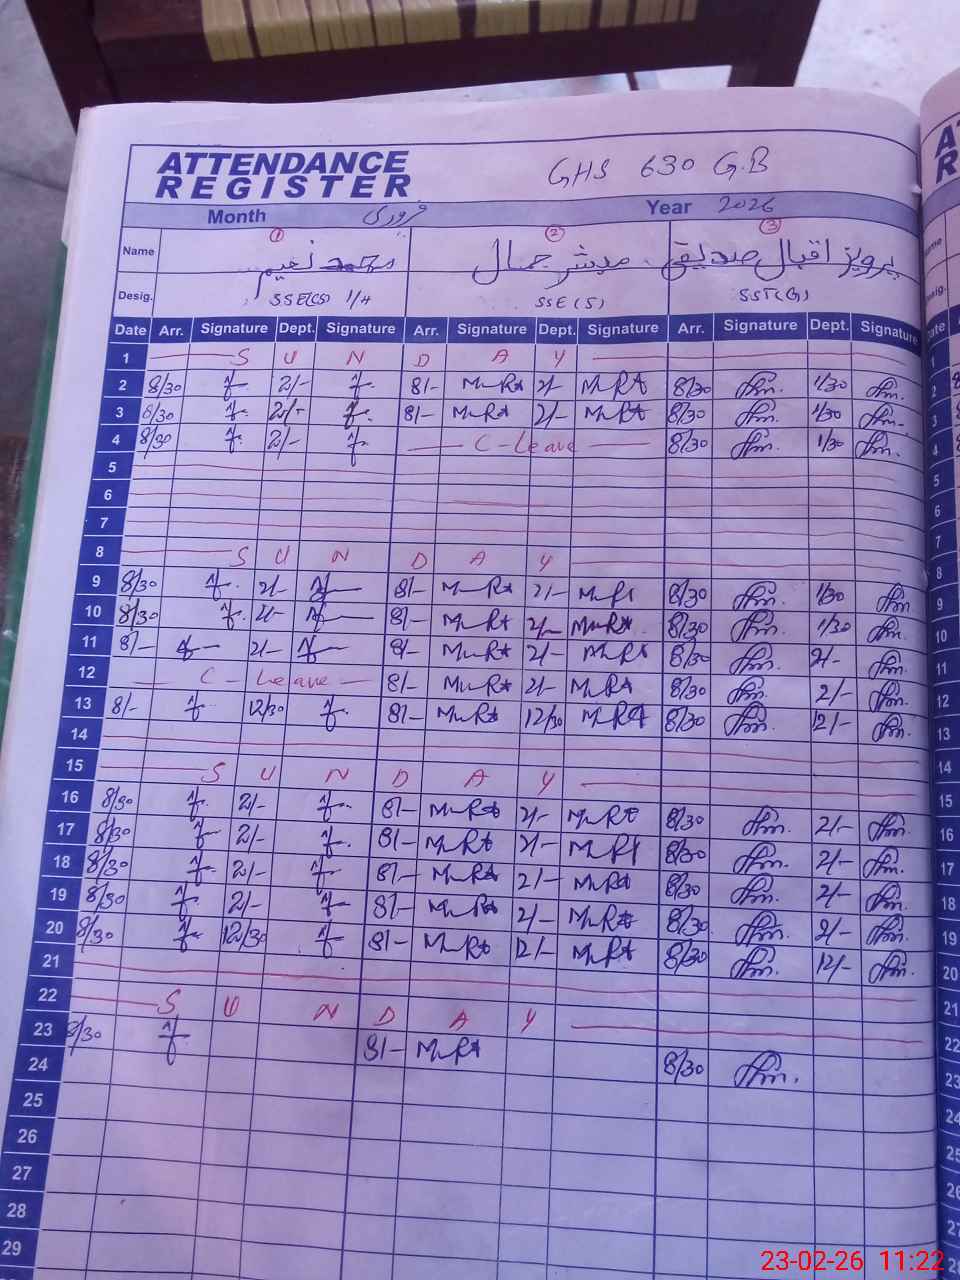 ATTENDANCE
REGISTER
GHS 630 G.B
Month فروری Year 2026
① ② ③
Name محمد نعیم مبشر جمال پرویز اقبال صدیقی
Desig. SSE(CS) I/H SSE(S) SST(G)
Date Arr. Signature Dept. Signature Arr. Signature Dept. Signature Arr. Signature Dept. Signature
1 S U N D A Y
2 8/30 2/- 8/- 2/- 8/30 1/30
3 8/30 2/- 8/- 2/- 8/30 1/30
4 8/30 2/- C-Leave 8/30 1/30
5
6
7
8 S U N D A Y
9 8/30 2/- 8/- 2/- 8/30 1/30
10 8/30 2/- 8/- 2/- 8/30 1/30
11 8/- 2/- 8/- 2/- 8/30 2/-
12 C-Leave 8/- 2/- 8/30 2/-
13 8/- 12/30 8/- 12/30 8/30 12/-
14
15 S U N D A Y
16 8/30 2/- 8/- 2/- 8/30 2/-
17 8/30 2/- 8/- 2/- 8/30 2/-
18 8/30 2/- 8/- 2/- 8/30 2/-
19 8/30 2/- 8/- 2/- 8/30 2/-
20 8/30 12/30 8/- 12/- 8/30 12/-
21
22 S U N D A Y
23 8/30 8/- 8/30
24
25
26
27
28
29
23-02-26 11:22